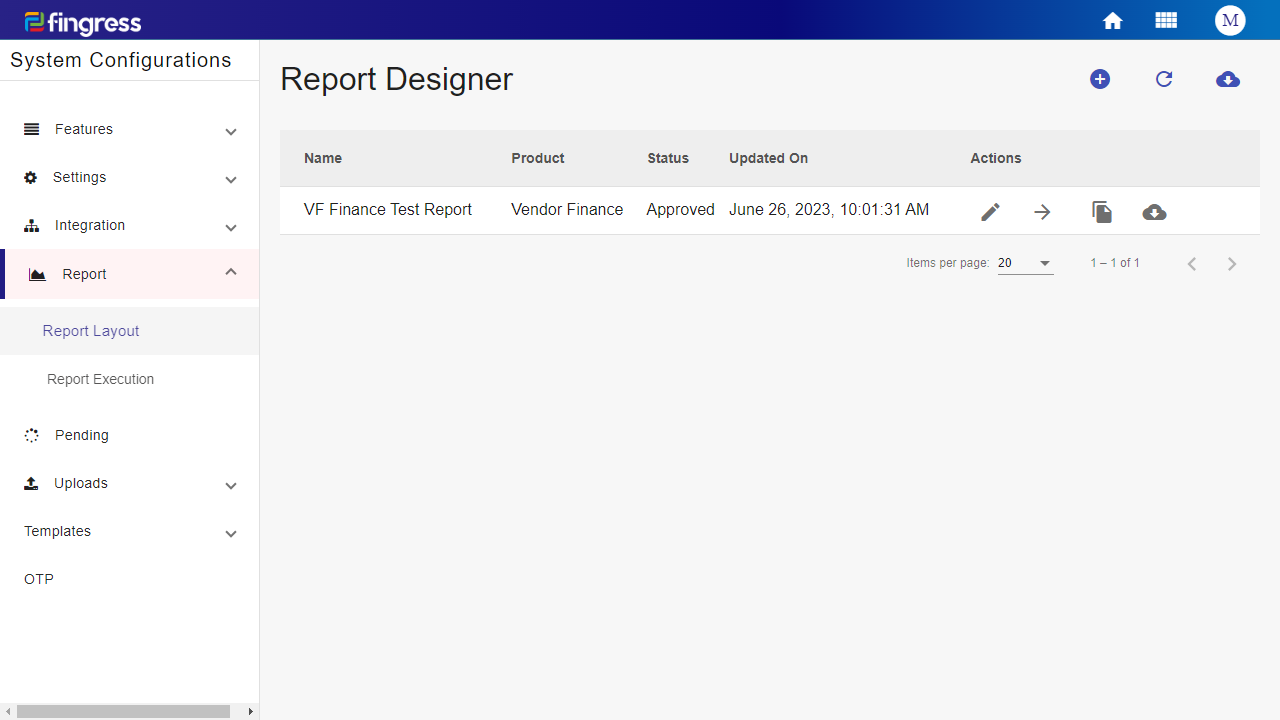 fingress
M
System Configurations
Features
Settings
Integration
Report
Report Layout
Report Execution
Pending
Uploads
Templates
OTP
Report Designer
Name Product Status Updated On Actions
VF Finance Test Report Vendor Finance Approved June 26, 2023, 10:01:31 AM
Items per page: 20 1 – 1 of 1